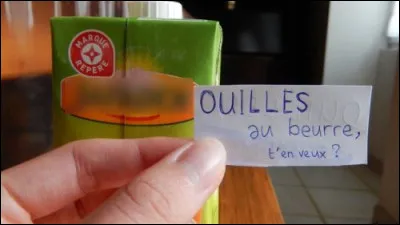 MARQUE
REPÈRE
OUILLES
au beurre,
t'en veux ?